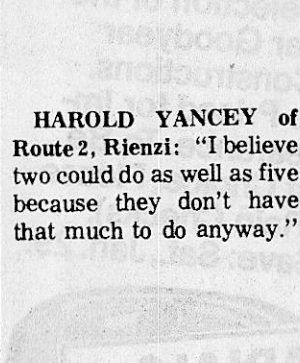 HAROLD YANCEY of
Route 2, Rienzi: “I believe
two could do as well as five
because they don't have
that much to do anyway.”